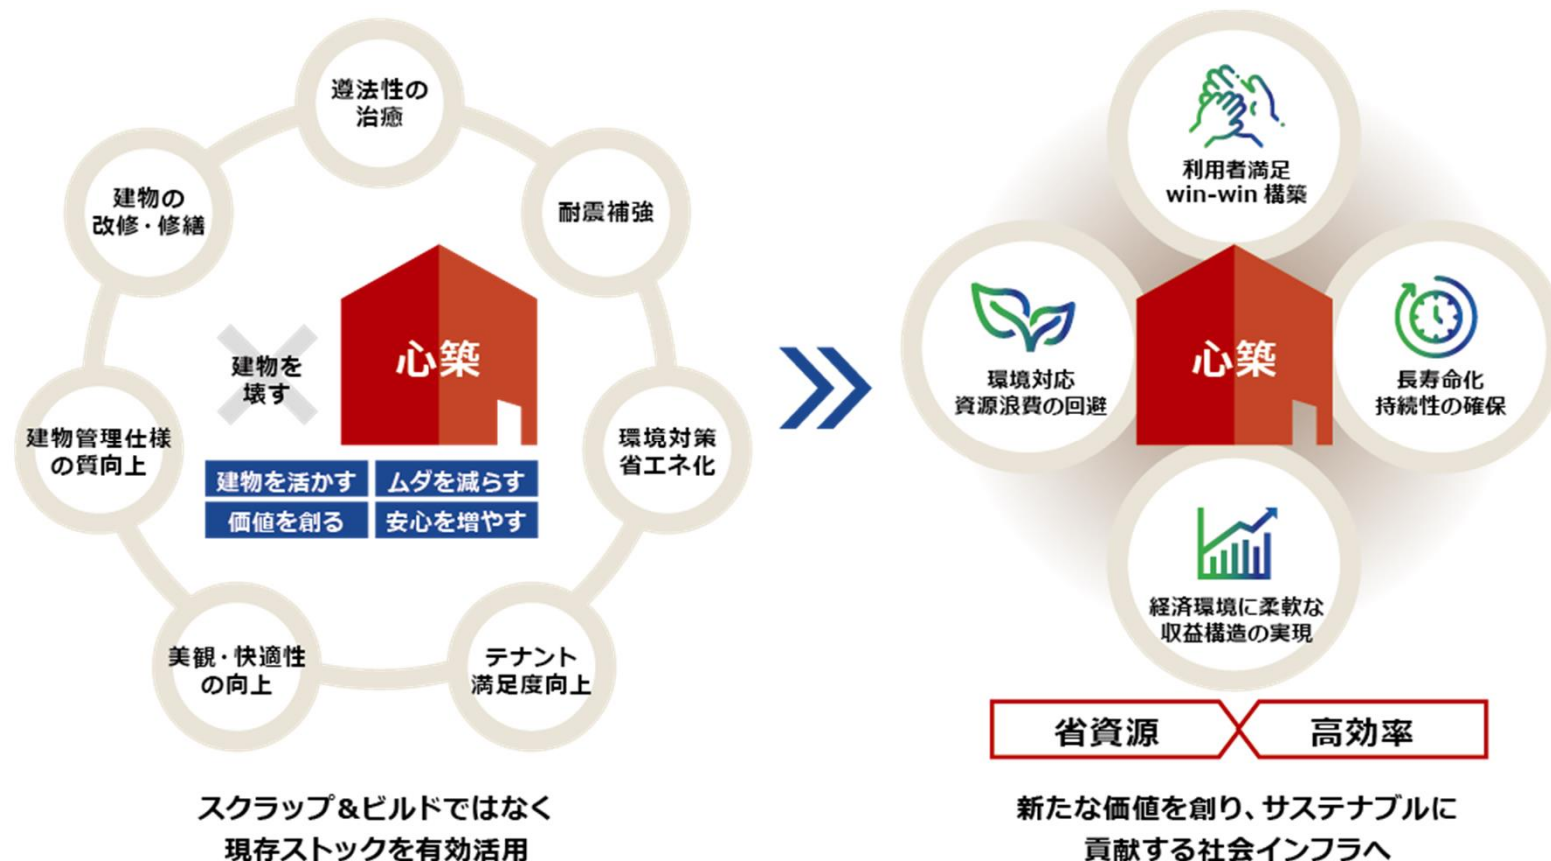 遵法性の
治癒
建物の
改修・修繕
耐震補強
建物管理仕様
の質向上
環境対策
省エネ化
美観・快適性
の向上
テナント
満足度向上
建物を
壊す
心築
建物を活かす
ムダを減らす
価値を創る
安心を増やす
スクラップ&ビルドではなく
現存ストックを有効活用
利用者満足
win-win 構築
環境対応
資源浪費の回避
心築
長寿命化
持続性の確保
経済環境に柔軟な
収益構造の実現
省資源
高効率
新たな価値を創り、サステナブルに
貢献する社会インフラへ